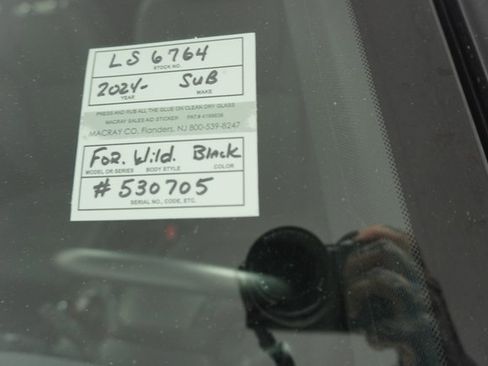 LS 6764
STOCK NO.
2024- SUB
YEAR MAKE
PRESS AND RUB ALL THE GLUE ON CLEAN DRY GLASS
MACRAY SALES AID STICKER PAT.# 4188638
MACRAY CO. Flanders, NJ 800-539-8247
FOR. Wild. Black
MODEL OR SERIES BODY STYLE COLOR
# 530705
SERIAL NO., CODE, ETC.